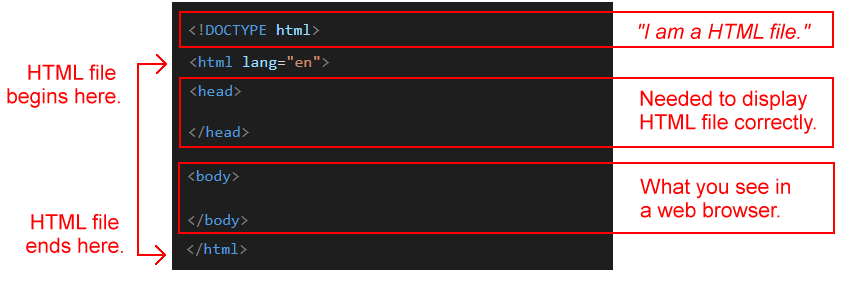 <!DOCTYPE html>
"I am a HTML file."
<html lang="en">
HTML file
begins here.
<head>
Needed to display
HTML file correctly.
</head>
<body>
What you see in
a web browser.
</body>
HTML file
ends here.
</html>